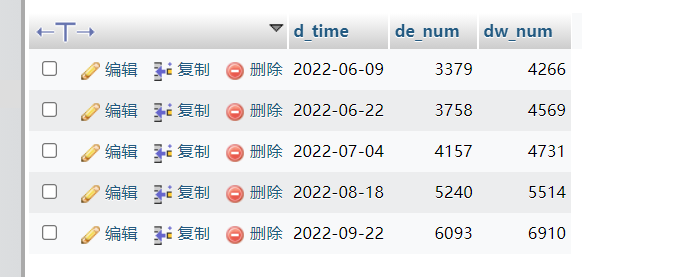 ←T→ d_time de_num dw_num
编辑 复制 删除 2022-06-09 3379 4266
编辑 复制 删除 2022-06-22 3758 4569
编辑 复制 删除 2022-07-04 4157 4731
编辑 复制 删除 2022-08-18 5240 5514
编辑 复制 删除 2022-09-22 6093 6910